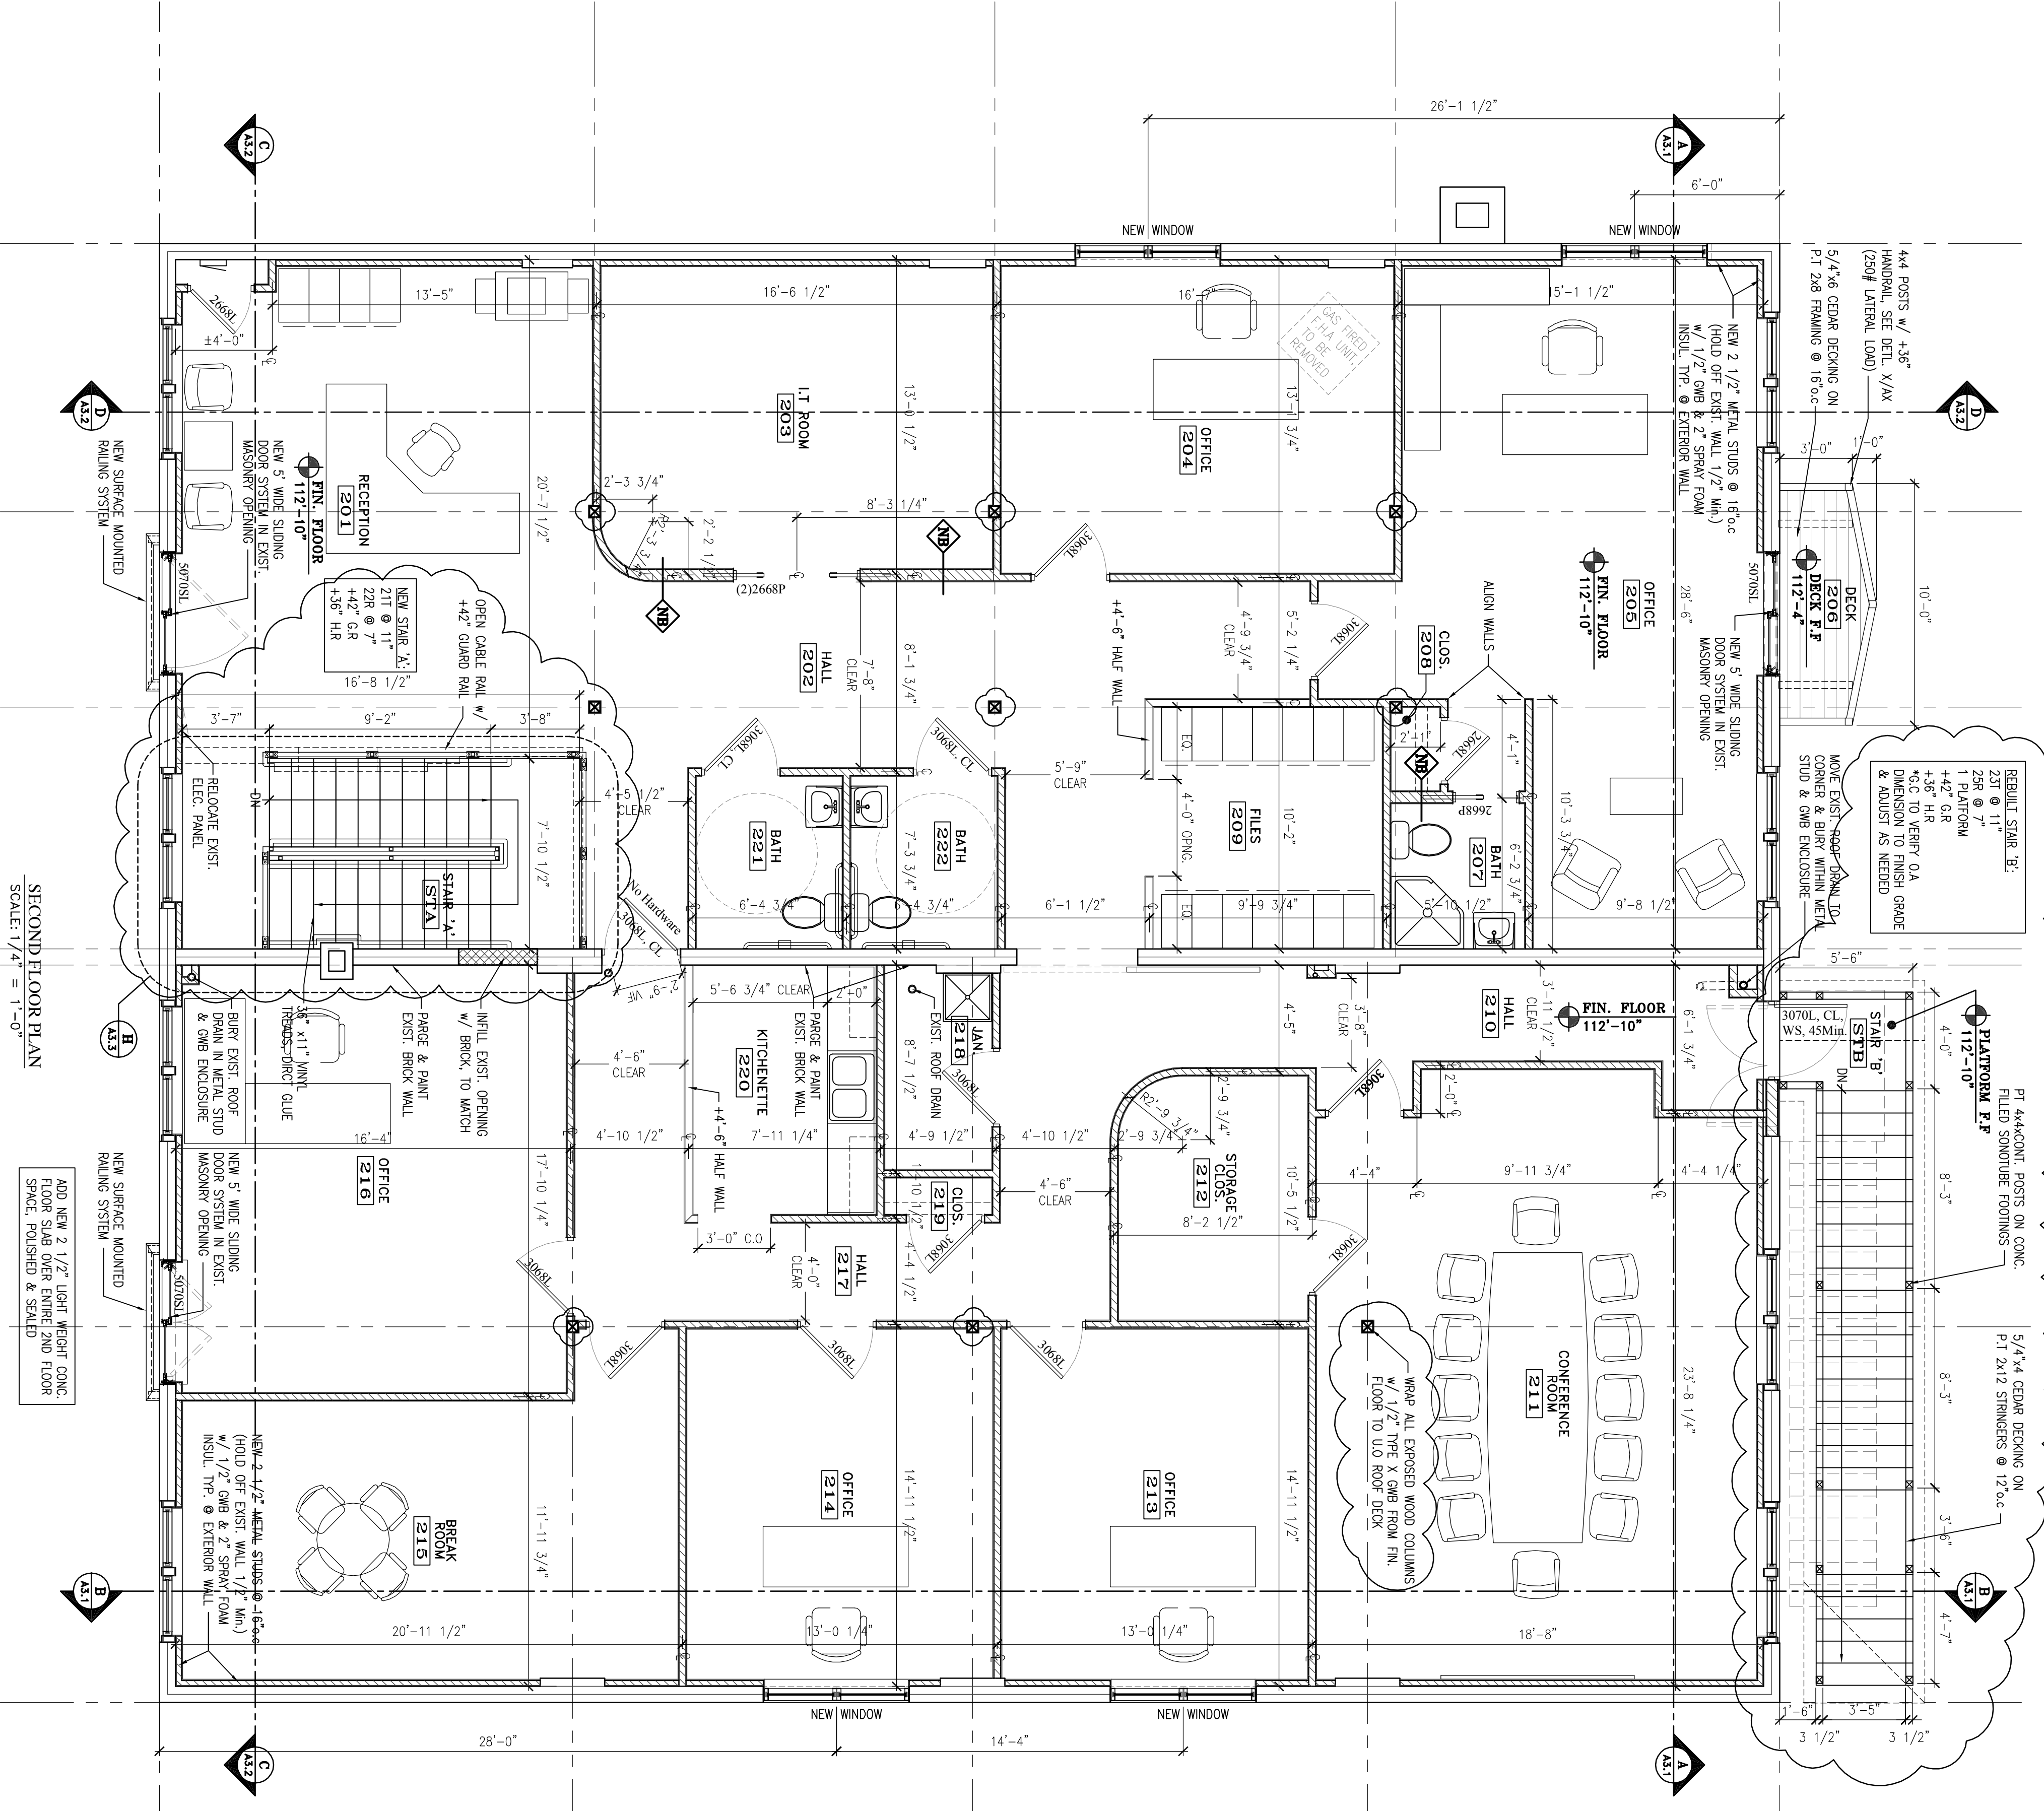 26'-1 1/2"
6'-0"
C
A3.2
A
A3.1
NEW WINDOW
NEW WINDOW
4x4 POSTS w/ +36"
HANDRAIL, SEE DETL. X/AX
(250# LATERAL LOAD)
5/4"x6 CEDAR DECKING ON
P.T 2x8 FRAMING @ 16"o.c
D
A3.2
D
A3.2
NEW 2 1/2" METAL STUDS @ 16"o.c
(HOLD OFF EXIST. WALL 1/2" Min.)
w/ 1/2" GWB & 2" SPRAY FOAM
INSUL. TYP. @ EXTERIOR WALL
13'-5"
16'-6 1/2"
16'-7"
15'-1 1/2"
2668L
±4'-0"
GAS FIRED
F.H.A UNIT,
TO BE
REMOVED
I.T ROOM
203
13'-0 1/2"
OFFICE
204
13'-1 3/4"
3'-0"
1'-0"
10'-0"
DECK
206
DECK F.F
112'-4"
NEW SURFACE MOUNTED
RAILING SYSTEM
NEW 5' WIDE SLIDING
DOOR SYSTEM IN EXIST.
MASONRY OPENING
FIN. FLOOR
112'-10"
RECEPTION
201
20'-7 1/2"
2'-3 3/4"
R2'-3 3/4"
2'-2 1/2"
8'-3 1/4"
NB
NB
(2)2668P
3068L
OFFICE
205
28'-6"
FIN. FLOOR
112'-10"
5070SL
5070SL
NEW 5' WIDE SLIDING
DOOR SYSTEM IN EXIST.
MASONRY OPENING
NEW STAIR 'A':
21T @ 11"
22R @ 7"
+42" G.R
+36" H.R
OPEN CABLE RAIL w/
+42" GUARD RAIL
16'-8 1/2"
3'-7"
9'-2"
3'-8"
HALL
202
7'-8"
CLEAR
8'-1 3/4"
+4'-6" HALF WALL
4'-9 3/4"
CLEAR
5'-2 1/4"
3068L
CLOS.
208
ALIGN WALLS
2'-1"
NB
2668L
4'-1"
2668P
10'-3 3/4"
REBUILT STAIR 'B':
23T @ 11"
25R @ 7"
1 PLATFORM
+42" G.R
+36" H.R
*G.C TO VERIFY O.A
DIMENSION TO FINISH GRADE
& ADJUST AS NEEDED
MOVE EXIST. ROOF DRAIN TO
CORNER & BURY WITHIN METAL
STUD & GWB ENCLOSURE
RELOCATE EXIST.
ELEC. PANEL
DN
7'-10 1/2"
STAIR 'A'
STA
4'-5 1/2"
CLEAR
3068L, CL
3068L, CL
5'-9"
CLEAR
BATH
221
BATH
222
7'-3 3/4"
EQ.
4'-0" OPNG.
EQ.
FILES
209
10'-2"
BATH
207
6'-2 3/4"
6'-4 3/4"
6'-4 3/4"
6'-1 1/2"
9'-9 3/4"
5'-10 1/2"
9'-8 1/2"
No Hardware
3068L, CL
2'-9" VIF
SECOND FLOOR PLAN
SCALE: 1/4" = 1'-0"
H
A3.3
BURY EXIST. ROOF
DRAIN IN METAL STUD
& GWB ENCLOSURE
36" x11" VINYL
TREADS, DIRCT GLUE
PARGE & PAINT
EXIST. BRICK WALL
INFILL EXIST. OPENING
w/ BRICK, TO MATCH
4'-6"
CLEAR
5'-6 3/4" CLEAR
2'-0"
KITCHENETTE
220
PARGE & PAINT
EXIST. BRICK WALL
EXIST. ROOF DRAIN
JAN.
218
8'-7 1/2"
3068L
4'-5"
3'-8"
CLEAR
HALL
210
3'-11 1/2"
CLEAR
FIN. FLOOR
112'-10"
6'-1 3/4"
5'-6"
3070L, CL,
WS, 45Min.
STAIR 'B'
STB
DN
4'-0"
PLATFORM F.F
112'-10"
PT 4x4xCONT. POSTS ON CONC.
FILLED SONOTUBE FOOTINGS
8'-3"
8'-3"
3'-6"
4'-7"
5/4"x4 CEDAR DECKING ON
P.T 2x12 STRINGERS @ 12"o.c
+4'-6" HALF WALL
3068L
2'-0"
2'-9 3/4"
R2'-9 3/4"
16'-4"
4'-10 1/2"
7'-11 1/4"
4'-9 1/2"
4'-10 1/2"
2'-9 3/4"
OFFICE
216
17'-10 1/4"
1'-10 1/2"
CLOS.
219
4'-6"
CLEAR
STORAGE
CLOS.
212
10'-5 1/2"
8'-2 1/2"
4'-4"
9'-11 3/4"
4'-4 1/4"
NEW SURFACE MOUNTED
RAILING SYSTEM
NEW 5' WIDE SLIDING
DOOR SYSTEM IN EXIST.
MASONRY OPENING
5070SL
ADD NEW 2 1/2" LIGHT WEIGHT CONC.
FLOOR SLAB OVER ENTIRE 2ND FLOOR
SPACE, POLISHED & SEALED
3'-0" C.O
4'-0"
CLEAR
HALL
217
4'-4 1/2"
3068L
3068L
3068L
3068L
3068L
3068L
CONFERENCE
ROOM
211
23'-8 1/4"
WRAP ALL EXPOSED WOOD COLUMNS
w/ 1/2" TYPE X GWB FROM FIN.
FLOOR TO U.O ROOF DECK
NEW 2 1/2" METAL STUDS @ 16"o.c
(HOLD OFF EXIST. WALL 1/2" Min.)
w/ 1/2" GWB & 2" SPRAY FOAM
INSUL. TYP. @ EXTERIOR WALL
BREAK
ROOM
215
11'-11 3/4"
OFFICE
214
14'-11 1/2"
OFFICE
213
14'-11 1/2"
B
A3.1
B
A3.1
20'-11 1/2"
13'-0 1/4"
13'-0 1/4"
18'-8"
1'-6"
3'-5"
3 1/2"
3 1/2"
NEW WINDOW
NEW WINDOW
28'-0"
14'-4"
C
A3.2
A
A3.1